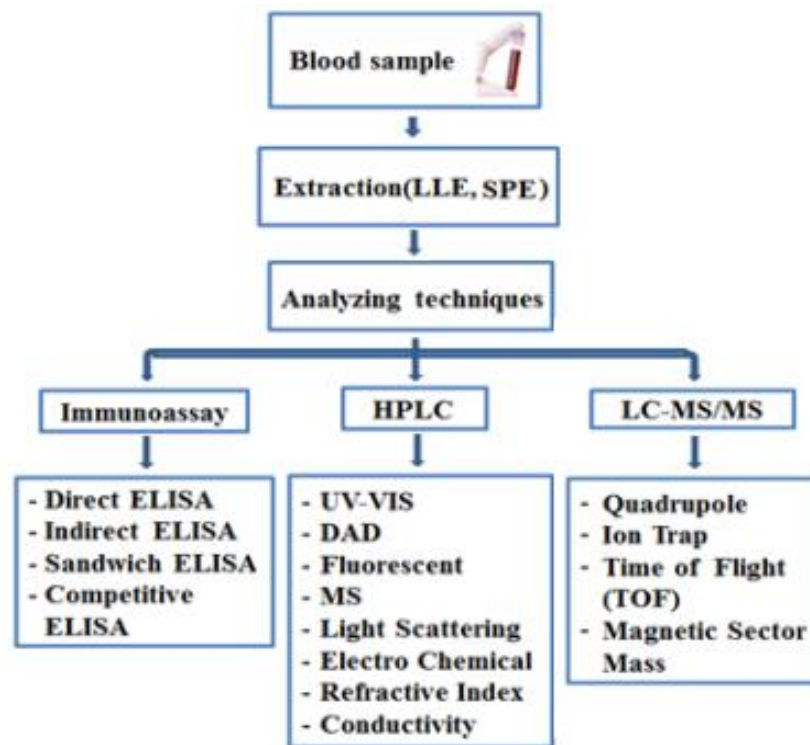 Blood sample
Extraction(LLE, SPE)
Analyzing techniques
Immunoassay
- Direct ELISA
- Indirect ELISA
- Sandwich ELISA
- Competitive
ELISA
HPLC
- UV-VIS
- DAD
- Fluorescent
- MS
- Light Scattering
- Electro Chemical
- Refractive Index
- Conductivity
LC-MS/MS
- Quadrupole
- Ion Trap
- Time of Flight
(TOF)
- Magnetic Sector
Mass